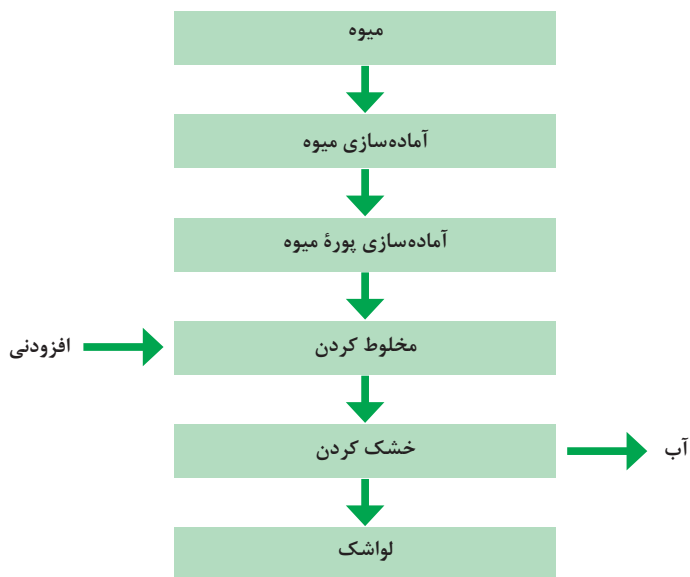 میوه
آماده‌سازی میوه
آماده‌سازی پورهٔ میوه
مخلوط کردن
افزودنی
خشک کردن
آب
لواشک